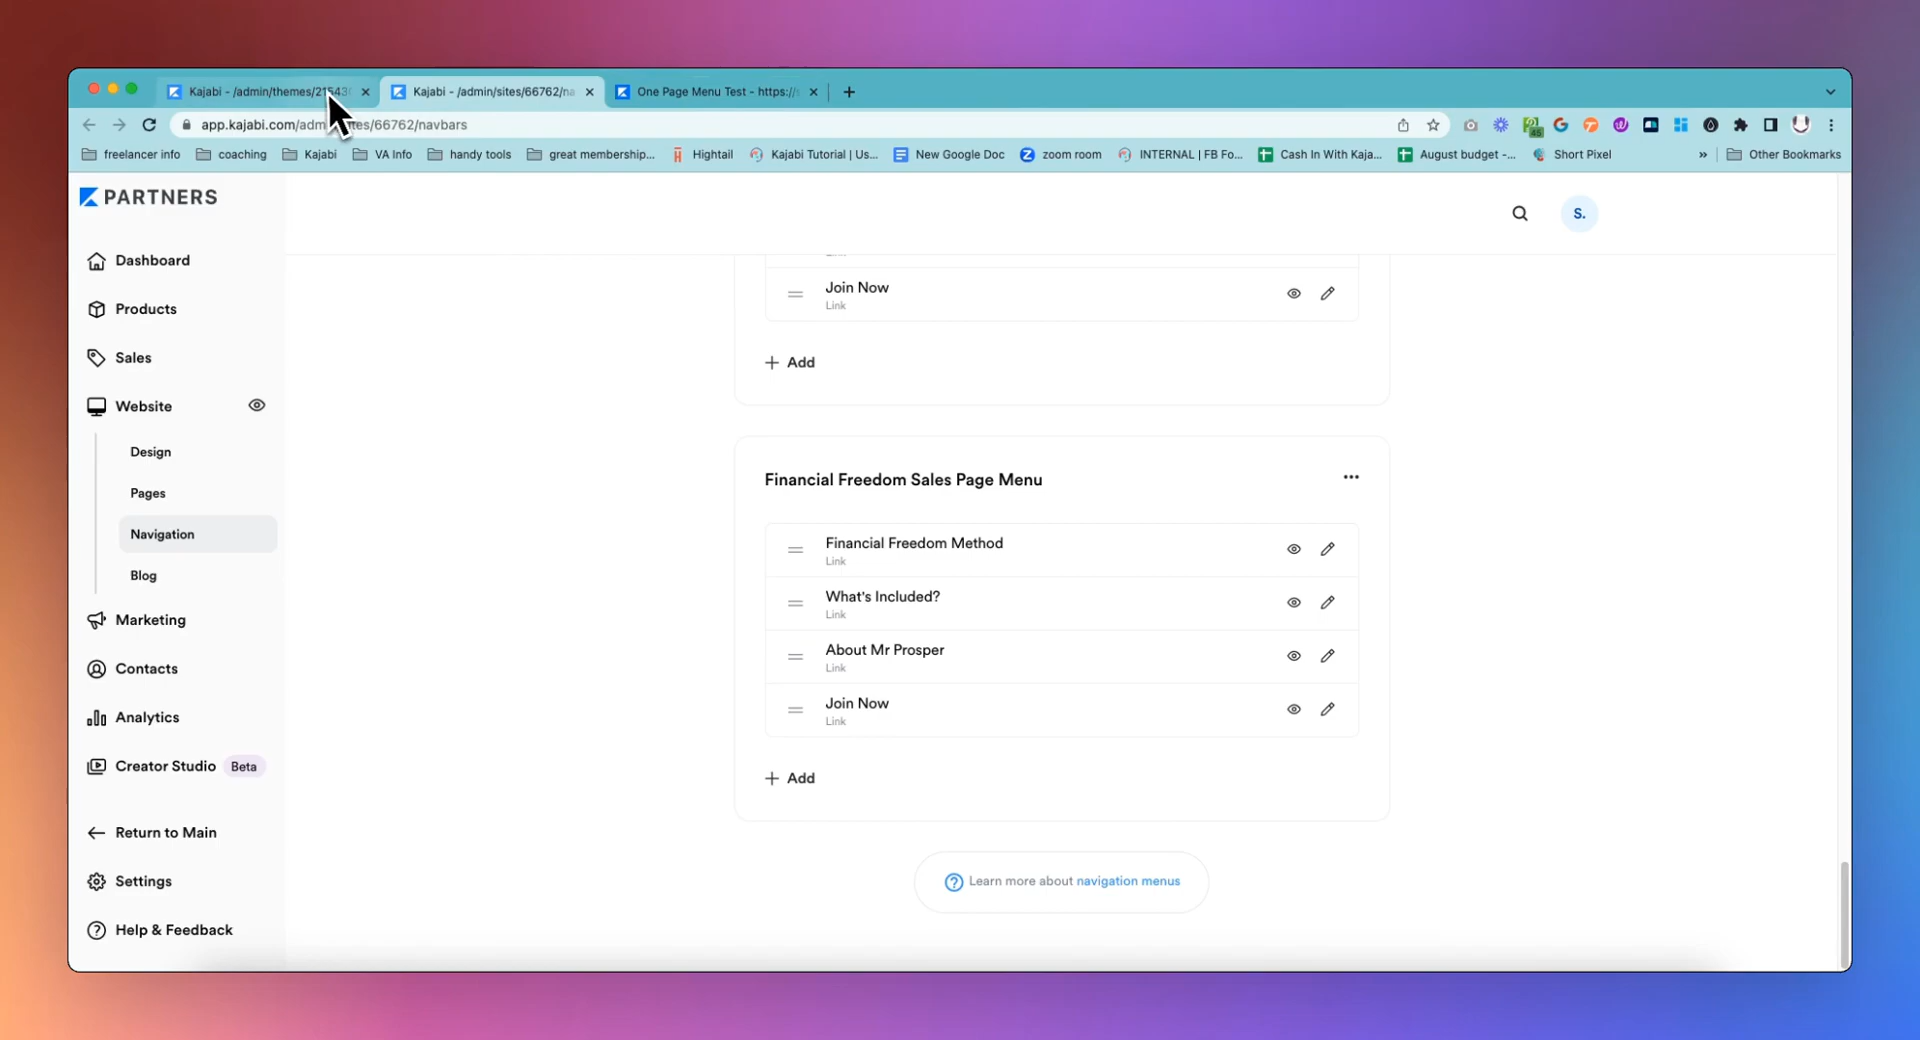 Kajabi - /admin/themes/21543
Kajabi - /admin/sites/66762/na
One Page Menu Test - https://
app.kajabi.com/adm tes/66762/navbars
freelancer info
coaching
Kajabi
VA Info
handy tools
great membership...
Hightail
Kajabi Tutorial | Us...
New Google Doc
zoom room
INTERNAL | FB Fo...
Cash In With Kaja...
August budget -...
Short Pixel
»
Other Bookmarks
PARTNERS
S.
Dashboard
Products
Sales
Website
Design
Pages
Navigation
Blog
Marketing
Contacts
Analytics
Creator Studio Beta
Return to Main
Settings
Help & Feedback
Join Now
Link
+ Add
Financial Freedom Sales Page Menu
Financial Freedom Method
Link
What's Included?
Link
About Mr Prosper
Link
Join Now
Link
+ Add
Learn more about navigation menus